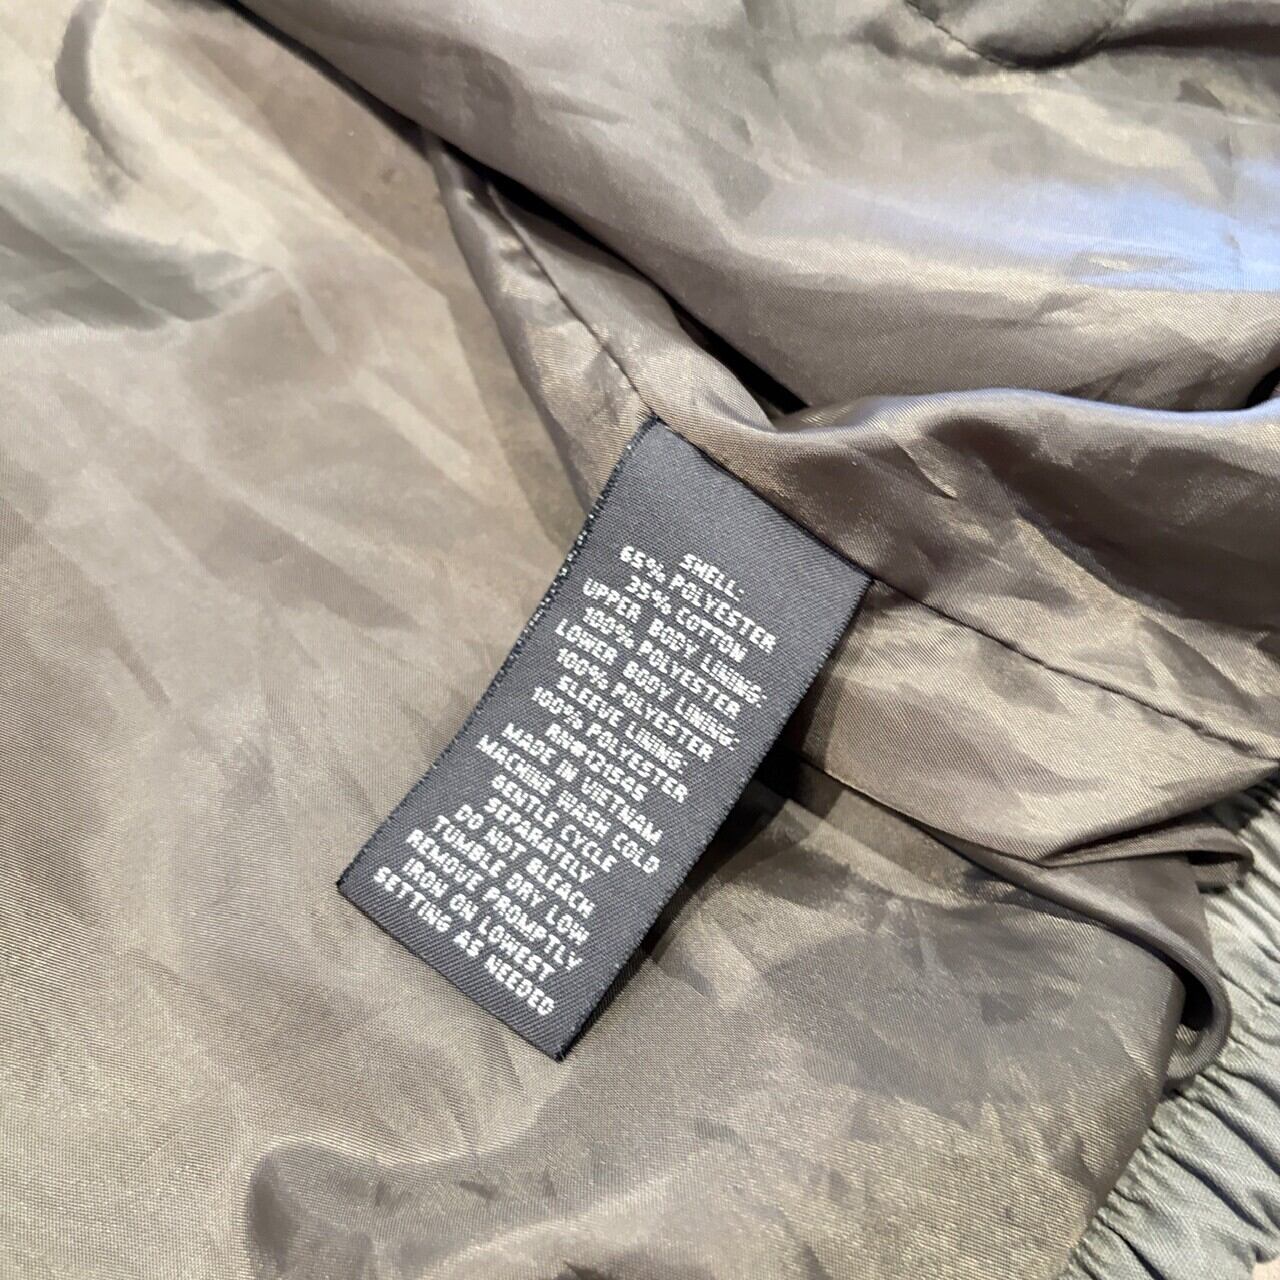 SHELL:
65% POLYESTER
35% COTTON
UPPER BODY LINING:
100% POLYESTER
LOWER BODY LINING:
100% POLYESTER
SLEEVE LINING:
100% POLYESTER
RN#121545
MADE IN VIETNAM
MACHINE WASH COLD
GENTLE CYCLE
SEPARATELY
DO NOT BLEACH
TUMBLE DRY LOW
REMOVE PROMPTLY
IRON ON LOWEST
SETTING AS NEEDED